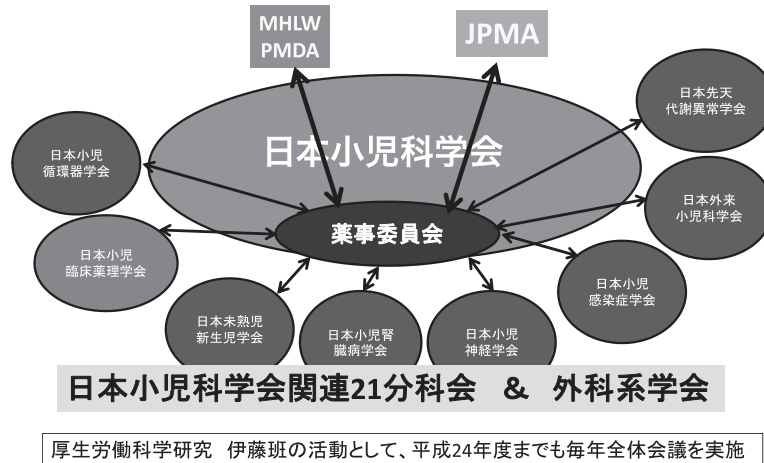 MHLW
PMDA
JPMA
日本先天
代謝異常学会
日本小児科学会
日本小児
循環器学会
日本外来
小児科学会
薬事委員会
日本小児
臨床薬理学会
日本小児
感染症学会
日本未熟児
新生児学会
日本小児腎
臓病学会
日本小児
神経学会
日本小児科学会関連21分科会 & 外科系学会
厚生労働科学研究 伊藤班の活動として、平成24年度までも毎年全体会議を実施